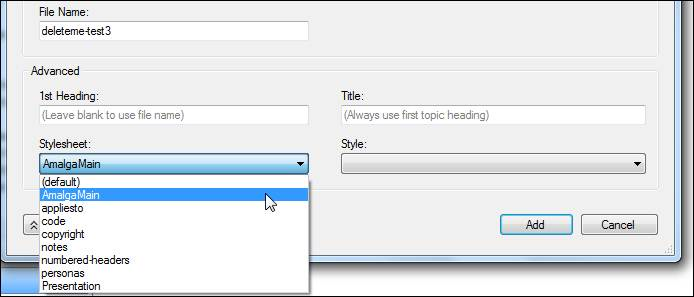 File Name:
deleteme-test3
Advanced
1st Heading:
Title:
(Leave blank to use file name)
(Always use first topic heading)
Stylesheet:
Style:
AmalgaMain
(default)
AmalgaMain
appliesto
code
copyright
notes
numbered-headers
personas
Presentation
Add
Cancel